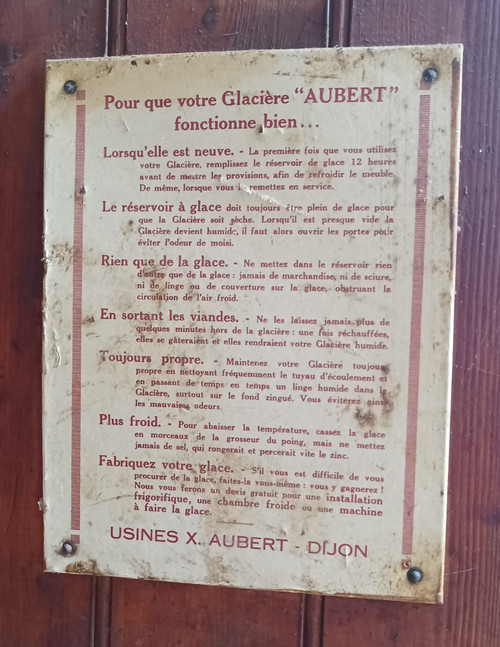 Pour que votre Glacière "AUBERT"
fonctionne bien...
Lorsqu'elle est neuve. - La première fois que vous utilisez
votre Glacière, remplissez le réservoir de glace 12 heures
avant de mettre les provisions, afin de refroidir le meuble.
De même, lorsque vous la remettez en service.
Le réservoir à glace doit toujours être plein de glace pour
que la Glacière soit sèche. Lorsqu'il est presque vide la
Glacière devient humide, il faut alors ouvrir les portes pour
éviter l'odeur de moisi.
Rien que de la glace. - Ne mettez dans le réservoir rien
d'autre que de la glace : jamais de marchandise, ni de sciure,
ni de linge ou de couverture sur la glace, obstruant la
circulation de l'air froid.
En sortant les viandes. - Ne les laissez jamais plus de
quelques minutes hors de la glacière : une fois réchauffées,
elles se gâteraient et elles rendraient votre Glacière humide.
Toujours propre. - Maintenez votre Glacière toujours
propre en nettoyant fréquemment le tuyau d'écoulement et
en passant de temps en temps un linge humide dans la
Glacière, surtout sur le fond zingué. Vous éviterez ainsi
les mauvaises odeurs.
Plus froid. - Pour abaisser la température, cassez la glace
en morceaux de la grosseur du poing, mais ne mettez
jamais de sel, qui rongerait et percerait vite le zinc.
Fabriquez votre glace. - S'il vous est difficile de vous
procurer de la glace, faites-la vous-même : vous y gagnerez !
Nous vous ferons un devis gratuit pour une installation
frigorifique, une chambre froide ou une machine
à faire la glace.
USINES X. AUBERT - DIJON